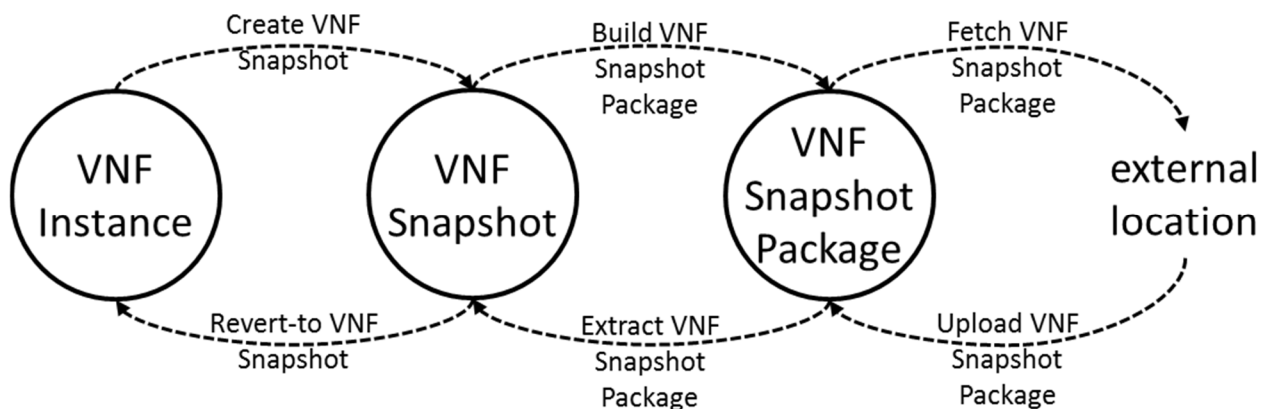 Create VNF
Snapshot
Build VNF
Snapshot
Package
Fetch VNF
Snapshot
Package
VNF
Instance
VNF
Snapshot
VNF
Snapshot
Package
external
location
Revert-to VNF
Snapshot
Extract VNF
Snapshot
Package
Upload VNF
Snapshot
Package